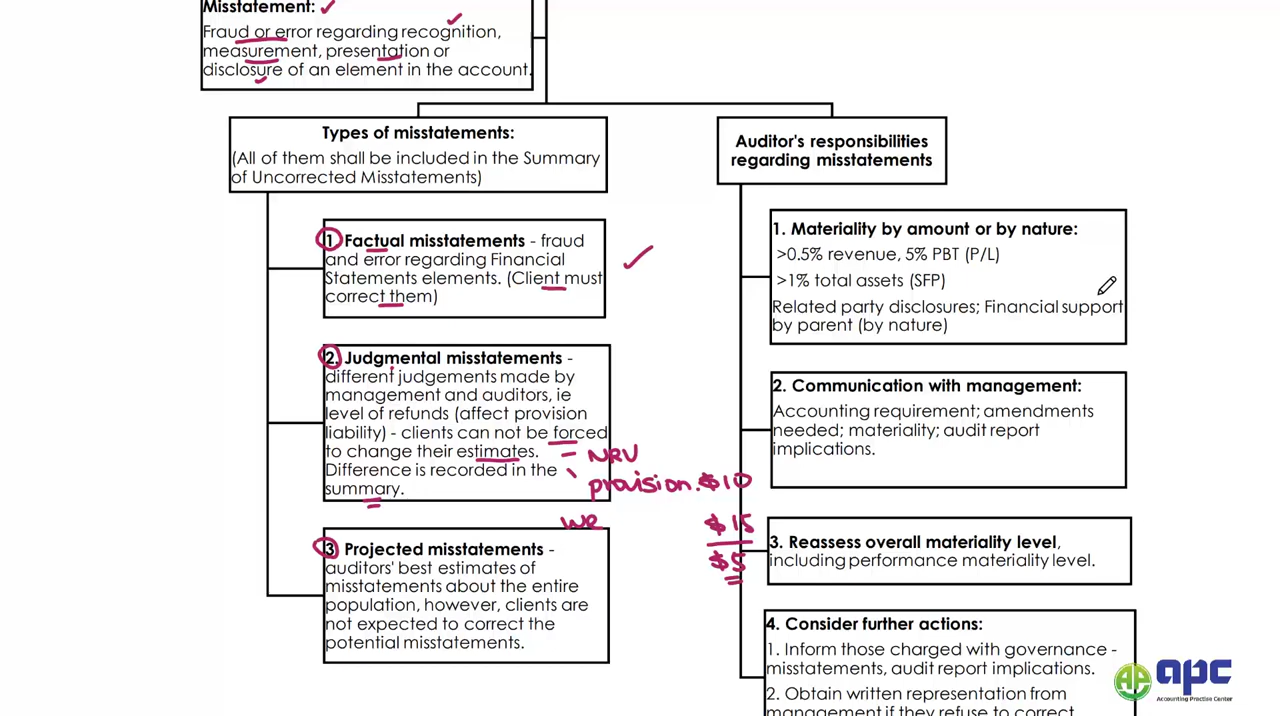 Misstatement:
Fraud or error regarding recognition,
measurement, presentation or
disclosure of an element in the account.
Types of misstatements:
(All of them shall be included in the Summary
of Uncorrected Misstatements)
1. Factual misstatements - fraud
and error regarding Financial
Statements elements. (Client must
correct them)
2. Judgmental misstatements -
different judgements made by
management and auditors, ie
level of refunds (affect provision
liability) - clients can not be forced
to change their estimates.
Difference is recorded in the
summary.
NRV
provision. $10
we $15
$5
3. Projected misstatements -
auditors' best estimates of
misstatements about the entire
population, however, clients are
not expected to correct the
potential misstatements.
Auditor's responsibilities
regarding misstatements
1. Materiality by amount or by nature:
>0.5% revenue, 5% PBT (P/L)
>1% total assets (SFP)
Related party disclosures; Financial support
by parent (by nature)
2. Communication with management:
Accounting requirement; amendments
needed; materiality; audit report
implications.
3. Reassess overall materiality level,
including performance materiality level.
4. Consider further actions:
1. Inform those charged with governance -
misstatements, audit report implications.
2. Obtain written representation from
management if they refuse to correct
AP
apc
Accounting Practice Center